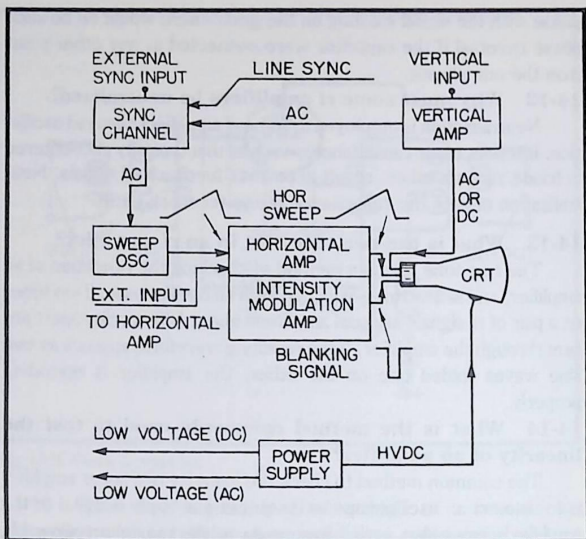 EXTERNAL
SYNC INPUT
LINE SYNC
VERTICAL
INPUT
SYNC
CHANNEL
AC
VERTICAL
AMP
AC
AC
OR
DC
HOR
SWEEP
SWEEP
OSC
HORIZONTAL
AMP
INTENSITY
MODULATION
AMP
CRT
EXT. INPUT
TO HORIZONTAL
AMP
BLANKING
SIGNAL
LOW VOLTAGE (DC)
POWER
SUPPLY
HVDC
LOW VOLTAGE (AC)